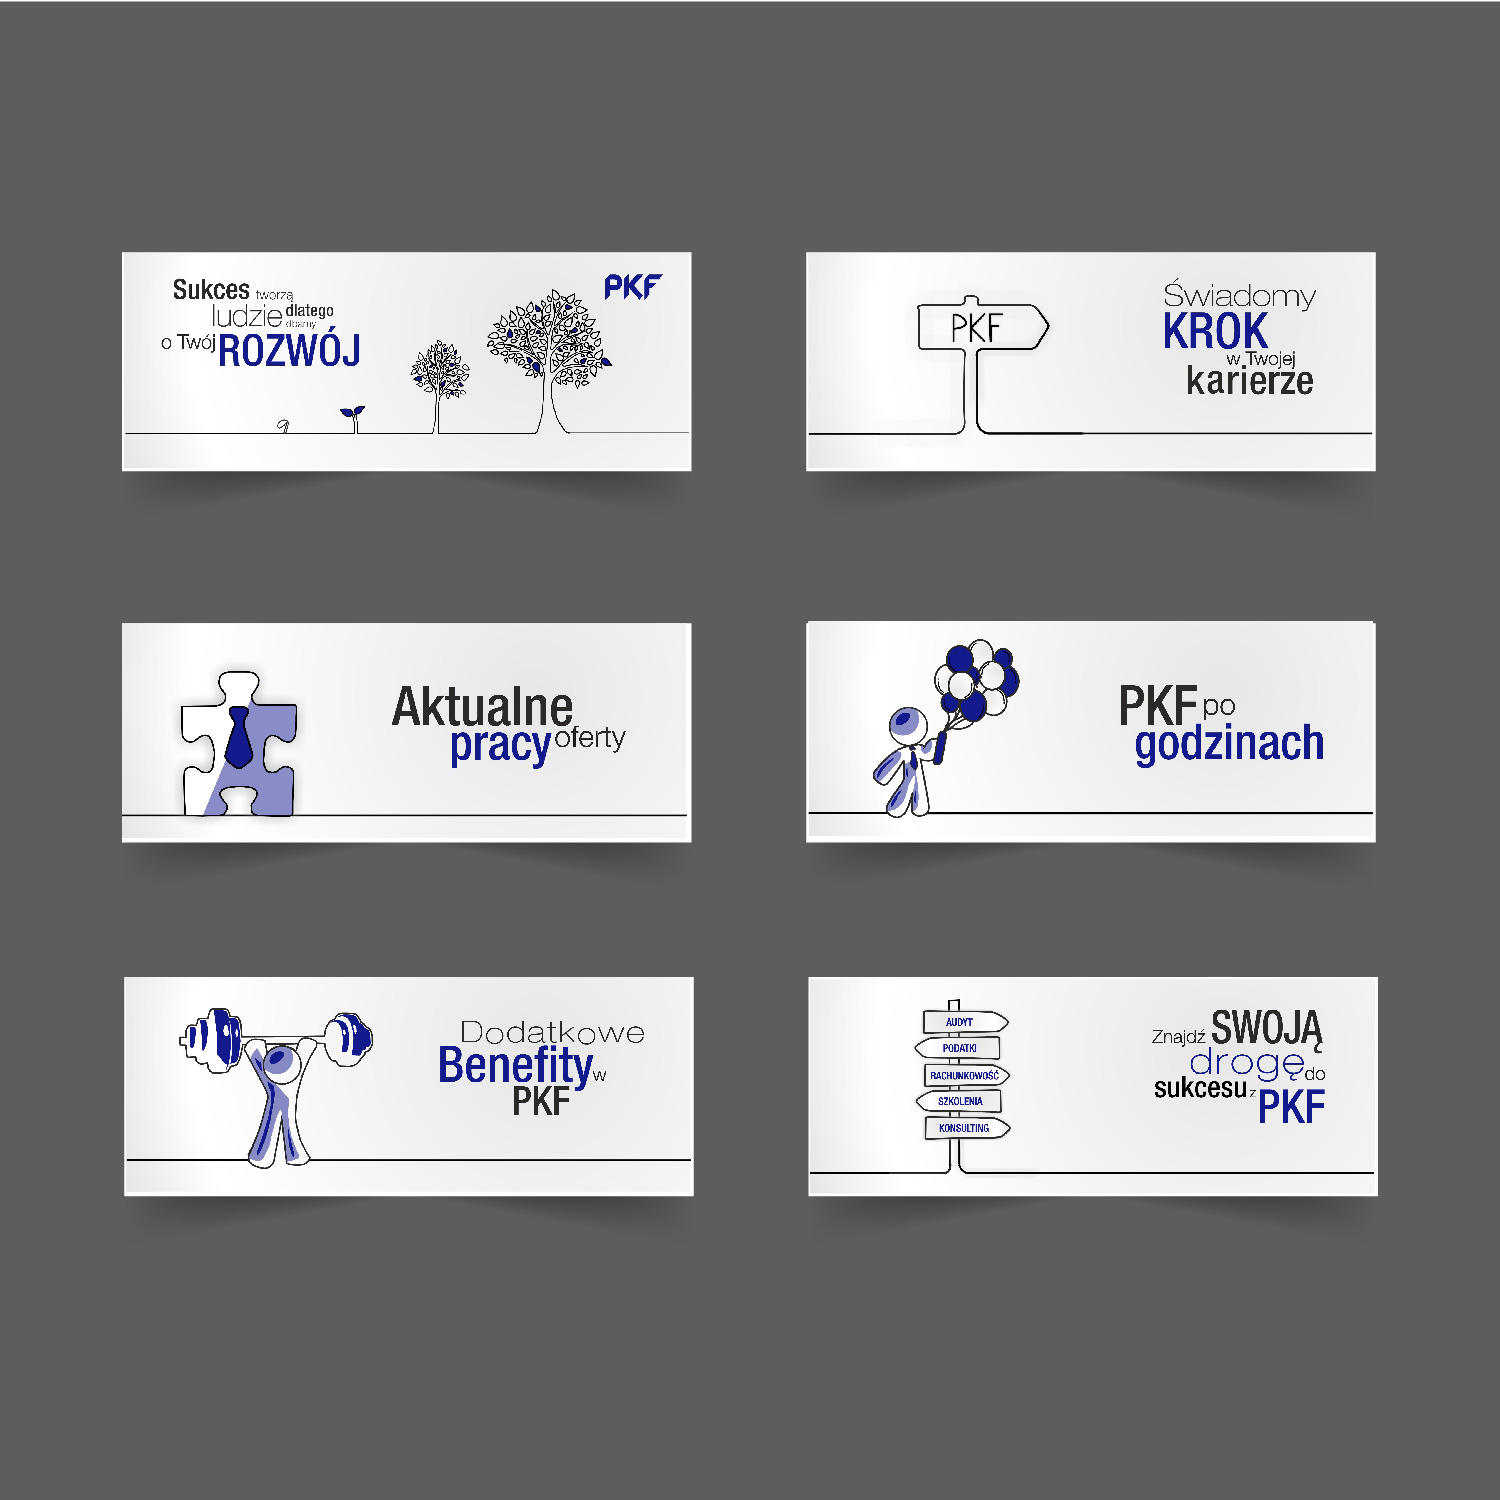 Sukces tworzą
ludzie dlatego
dbamy
o Twój ROZWÓJ
PKF
PKF
Świadomy
KROK
w Twojej
karierze
Aktualne
pracy oferty
PKF po
godzinach
Dodatkowe
Benefity w
PKF
AUDYT
PODATKI
RACHUNKOWOŚĆ
SZKOLENIA
KONSULTING
Znajdź SWOJĄ
drogę do
sukcesu z
PKF